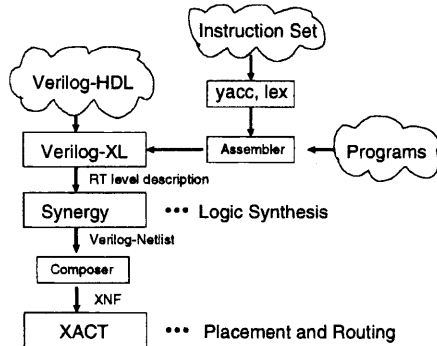 Instruction Set
Verilog-HDL
yacc, lex
Verilog-XL
Assembler
Programs
RT level description
Synergy
••• Logic Synthesis
Verilog-Netlist
Composer
XNF
XACT
••• Placement and Routing